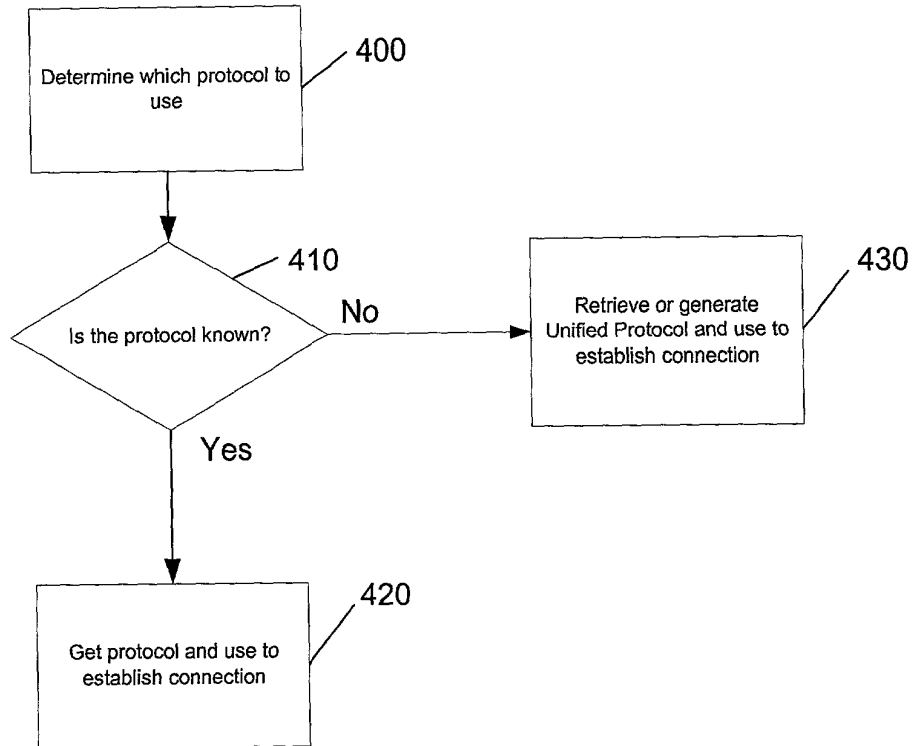 Determine which protocol to
use
400
410
Is the protocol known?
No
Retrieve or generate
Unified Protocol and use to
establish connection
430
Yes
420
Get protocol and use to
establish connection